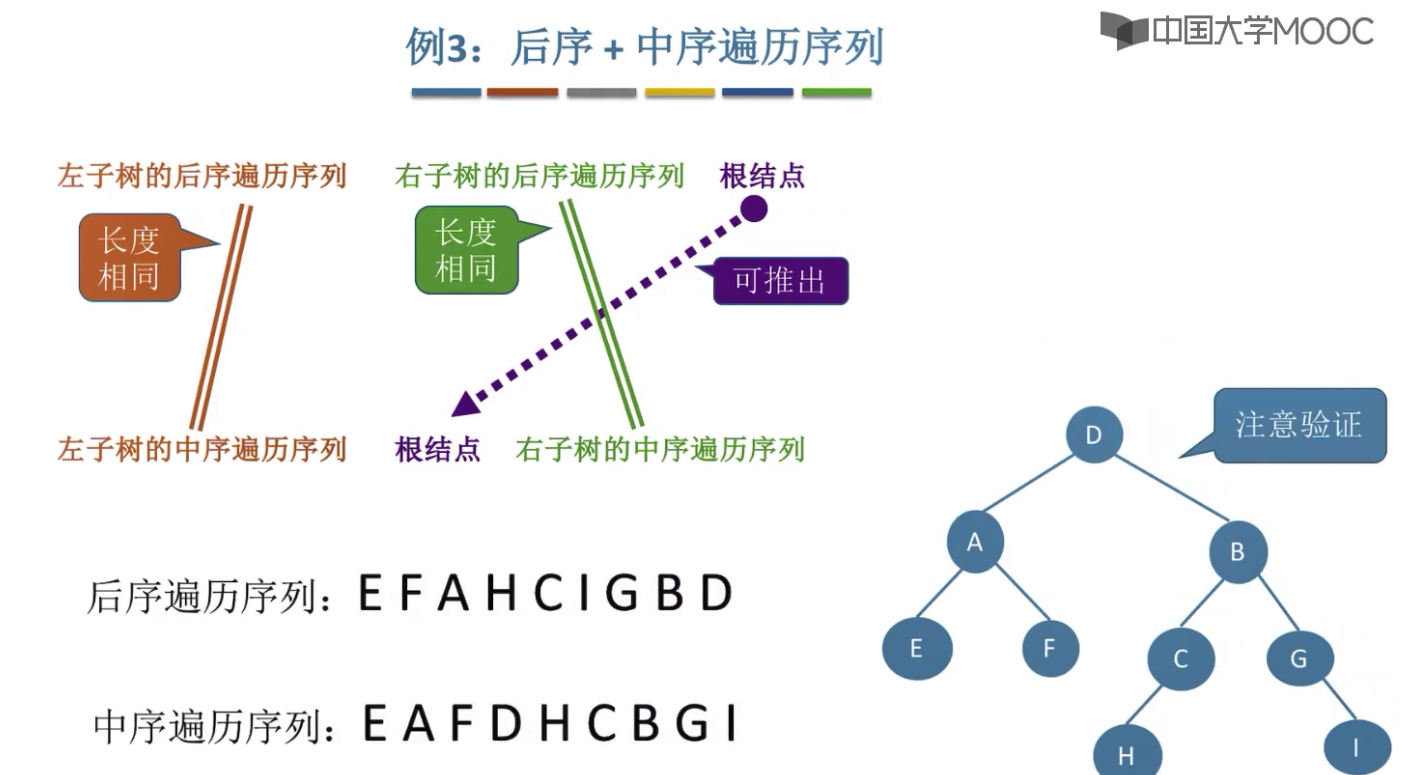 中国大学MOOC
例3：后序 + 中序遍历序列
左子树的后序遍历序列 右子树的后序遍历序列 根结点
长度
相同
长度
相同
可推出
左子树的中序遍历序列 根结点 右子树的中序遍历序列
注意验证
D
A B
E F C G
H I
后序遍历序列：E F A H C I G B D
中序遍历序列：E A F D H C B G I